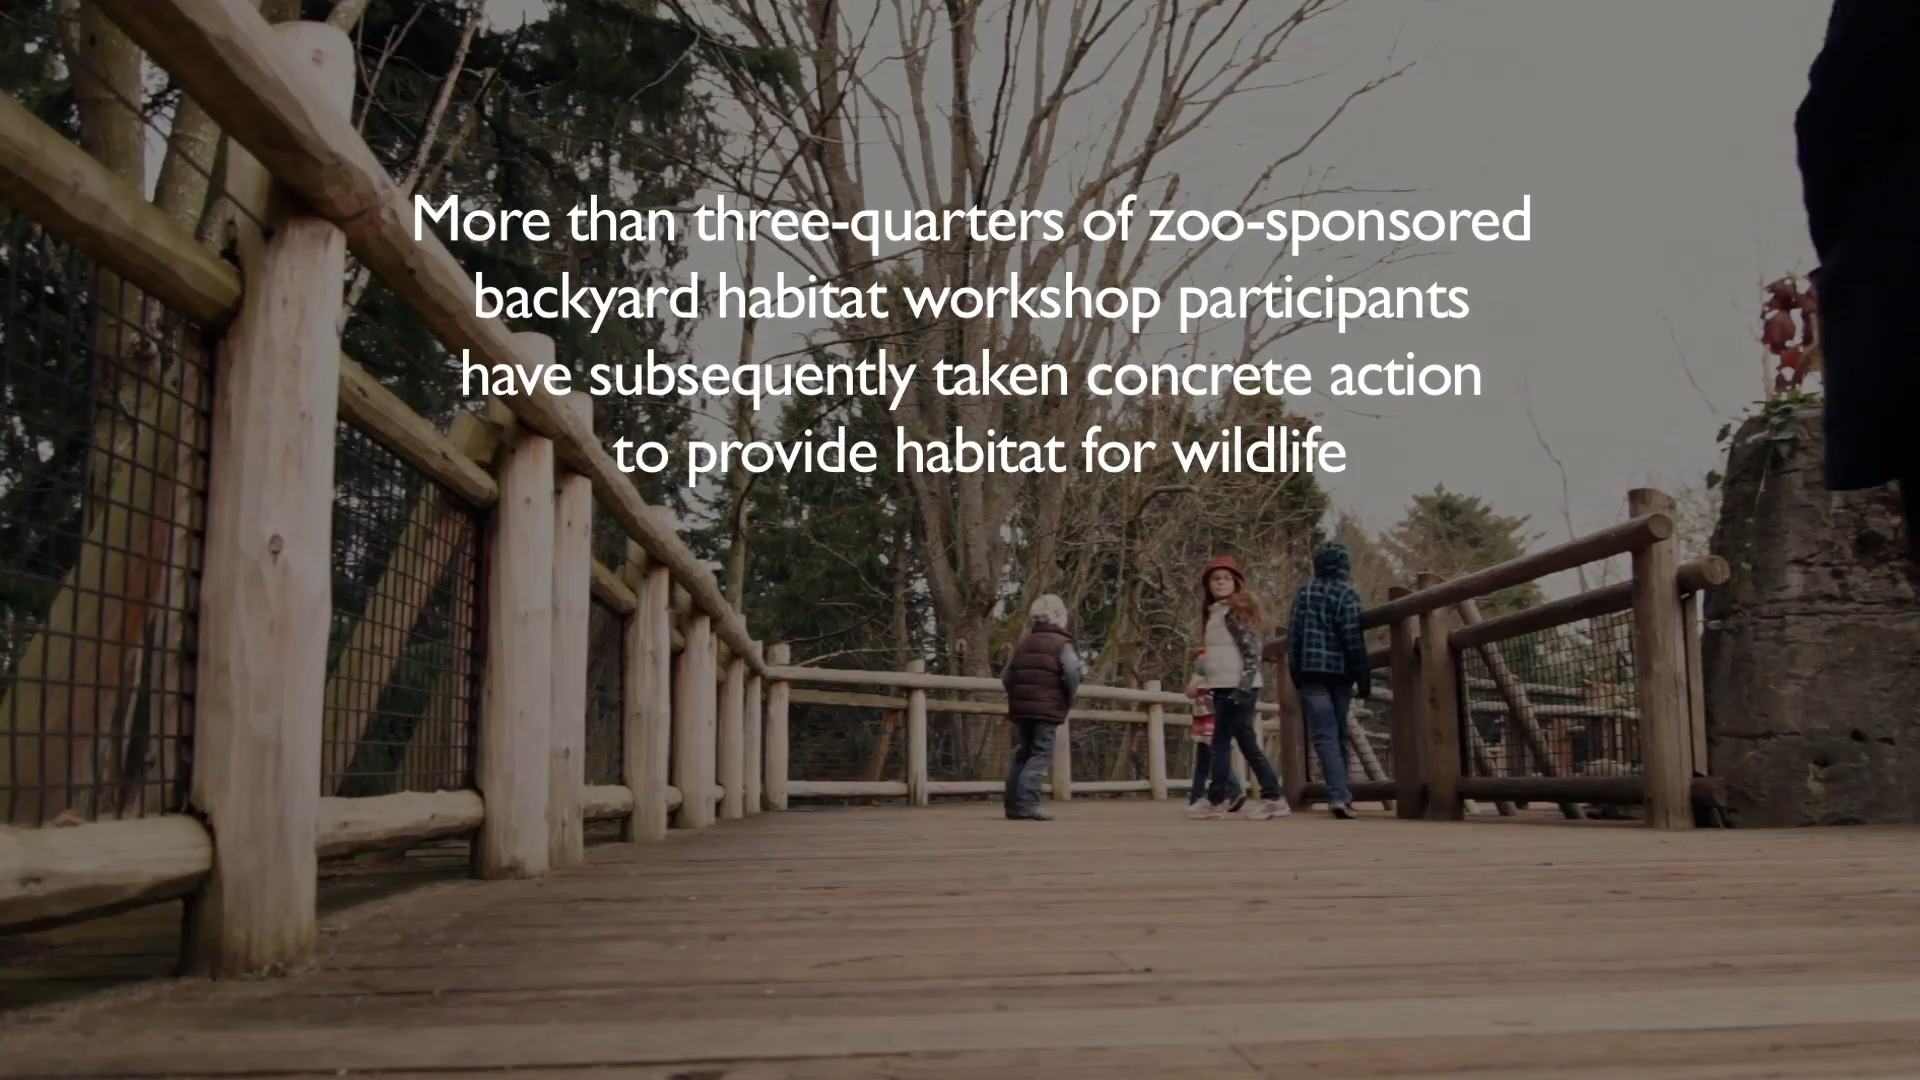 More than three-quarters of zoo-sponsored
backyard habitat workshop participants
have subsequently taken concrete action
to provide habitat for wildlife